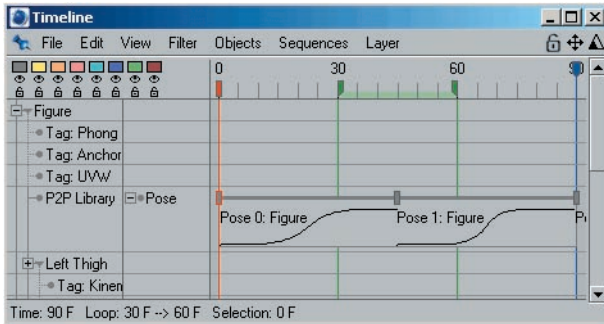 Timeline
File Edit View Filter Objects Sequences Layer
0 30 60 90
Figure
Tag: Phong
Tag: Anchor
Tag: UVW
P2P Library Pose
Pose 0: Figure Pose 1: Figure
Left Thigh
Tag: Kinen
Time: 90 F Loop: 30 F --> 60 F Selection: 0 F